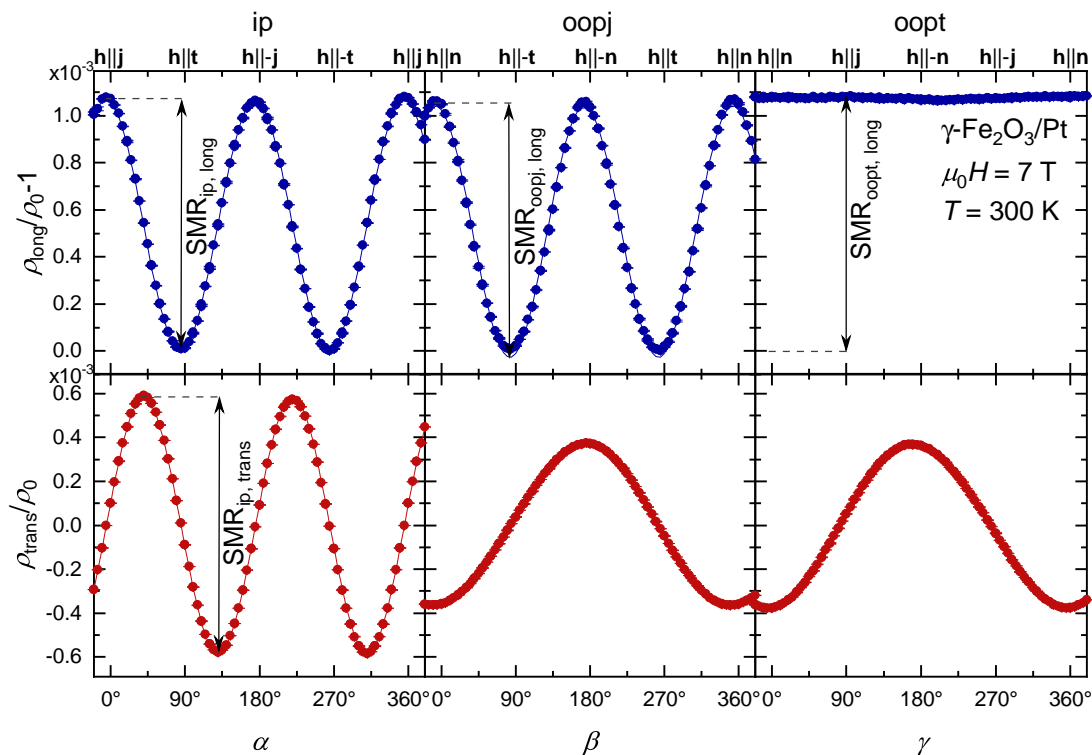 ip oopj oopt
h||j h||t h||-j h||-t h||j h||n h||-t h||-n h||t h||n h||n h||j h||-n h||-j h||n
x10⁻³
1.0
0.8
0.6
0.4
0.2
0.0
ρlong/ρ0-1
SMRip, long
SMRoopj, long
SMRoopt, long
γ-Fe₂O₃/Pt
μ₀H = 7 T
T = 300 K
x10⁻³
0.6
0.4
0.2
0.0
-0.2
-0.4
-0.6
ρtrans/ρ0
SMRip, trans
0° 90° 180° 270° 360° 0° 90° 180° 270° 360° 0° 90° 180° 270° 360°
α β γ